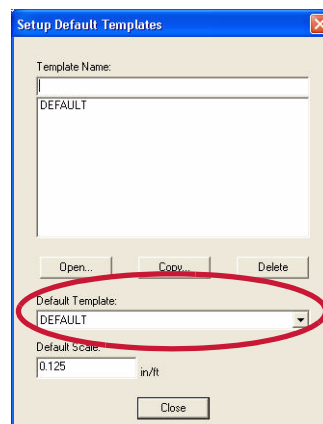 Setup Default Templates
Template Name:
DEFAULT
Open... Copy... Delete
Default Template:
DEFAULT
Default Scale:
0.125 in/ft
Close